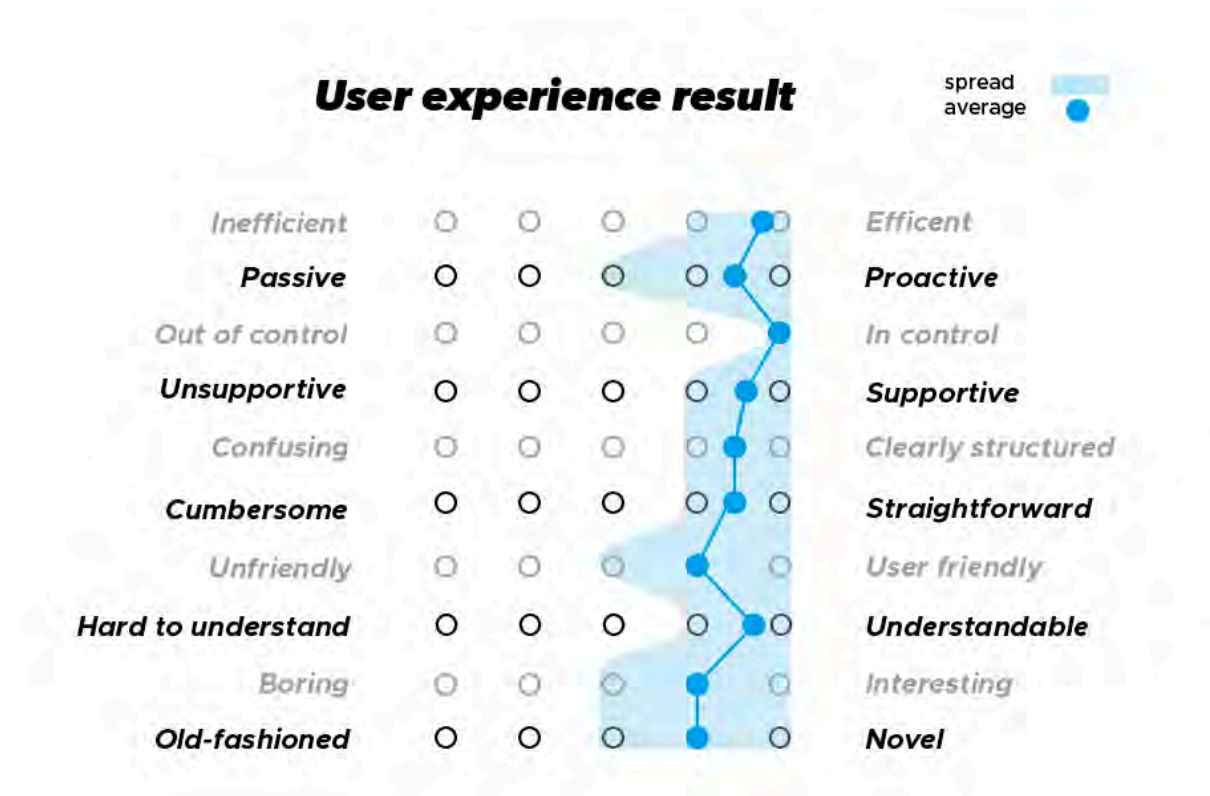 User experience result
spread
average
Inefficient Efficent
Passive Proactive
Out of control In control
Unsupportive Supportive
Confusing Clearly structured
Cumbersome Straightforward
Unfriendly User friendly
Hard to understand Understandable
Boring Interesting
Old-fashioned Novel